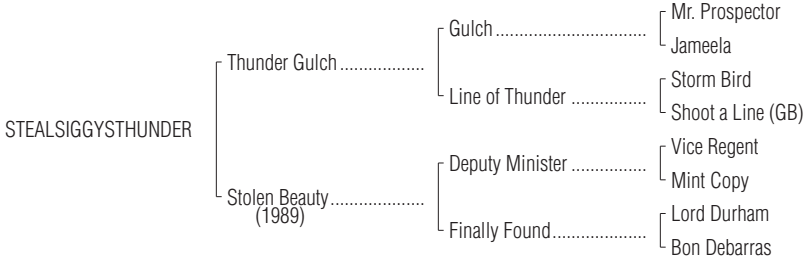 Mr. Prospector
Gulch ................................
Jameela
Thunder Gulch ..................
Storm Bird
Line of Thunder ................
Shoot a Line (GB)
STEALSIGGYSTHUNDER
Vice Regent
Deputy Minister ................
Mint Copy
Stolen Beauty....................
(1989)
Lord Durham
Finally Found....................
Bon Debarras